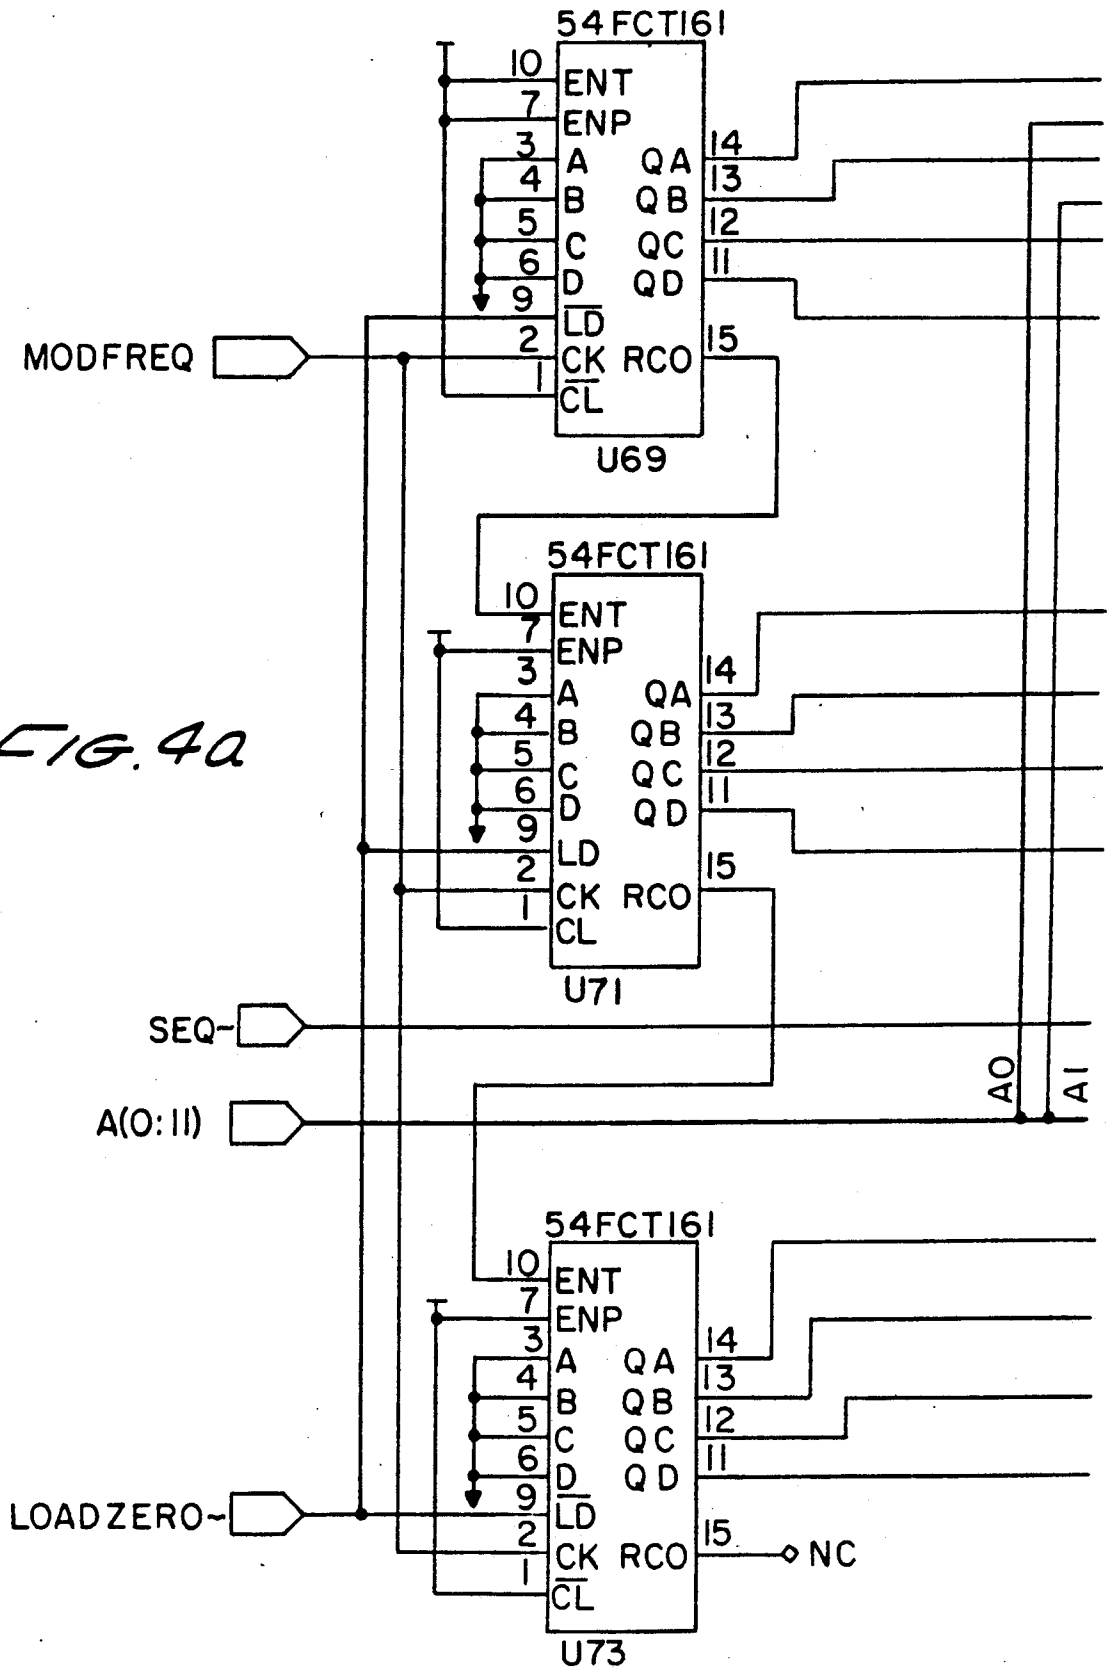 54FCT161
10 ENT
7 ENP
3 A QA 14
4 B QB 13
5 C QC 12
6 D QD 11
9 LD
MODFREQ 2 CK RCO 15
1 CL
U69
54FCT161
10 ENT
7 ENP
3 A QA 14
4 B QB 13
5 C QC 12
6 D QD 11
9 LD
2 CK RCO 15
1 CL
U71
FIG. 4a
SEQ~
A(0:11)
A0
A1
54FCT161
10 ENT
7 ENP
3 A QA 14
4 B QB 13
5 C QC 12
6 D QD 11
LOADZERO~ 9 LD
2 CK RCO 15 NC
1 CL
U73